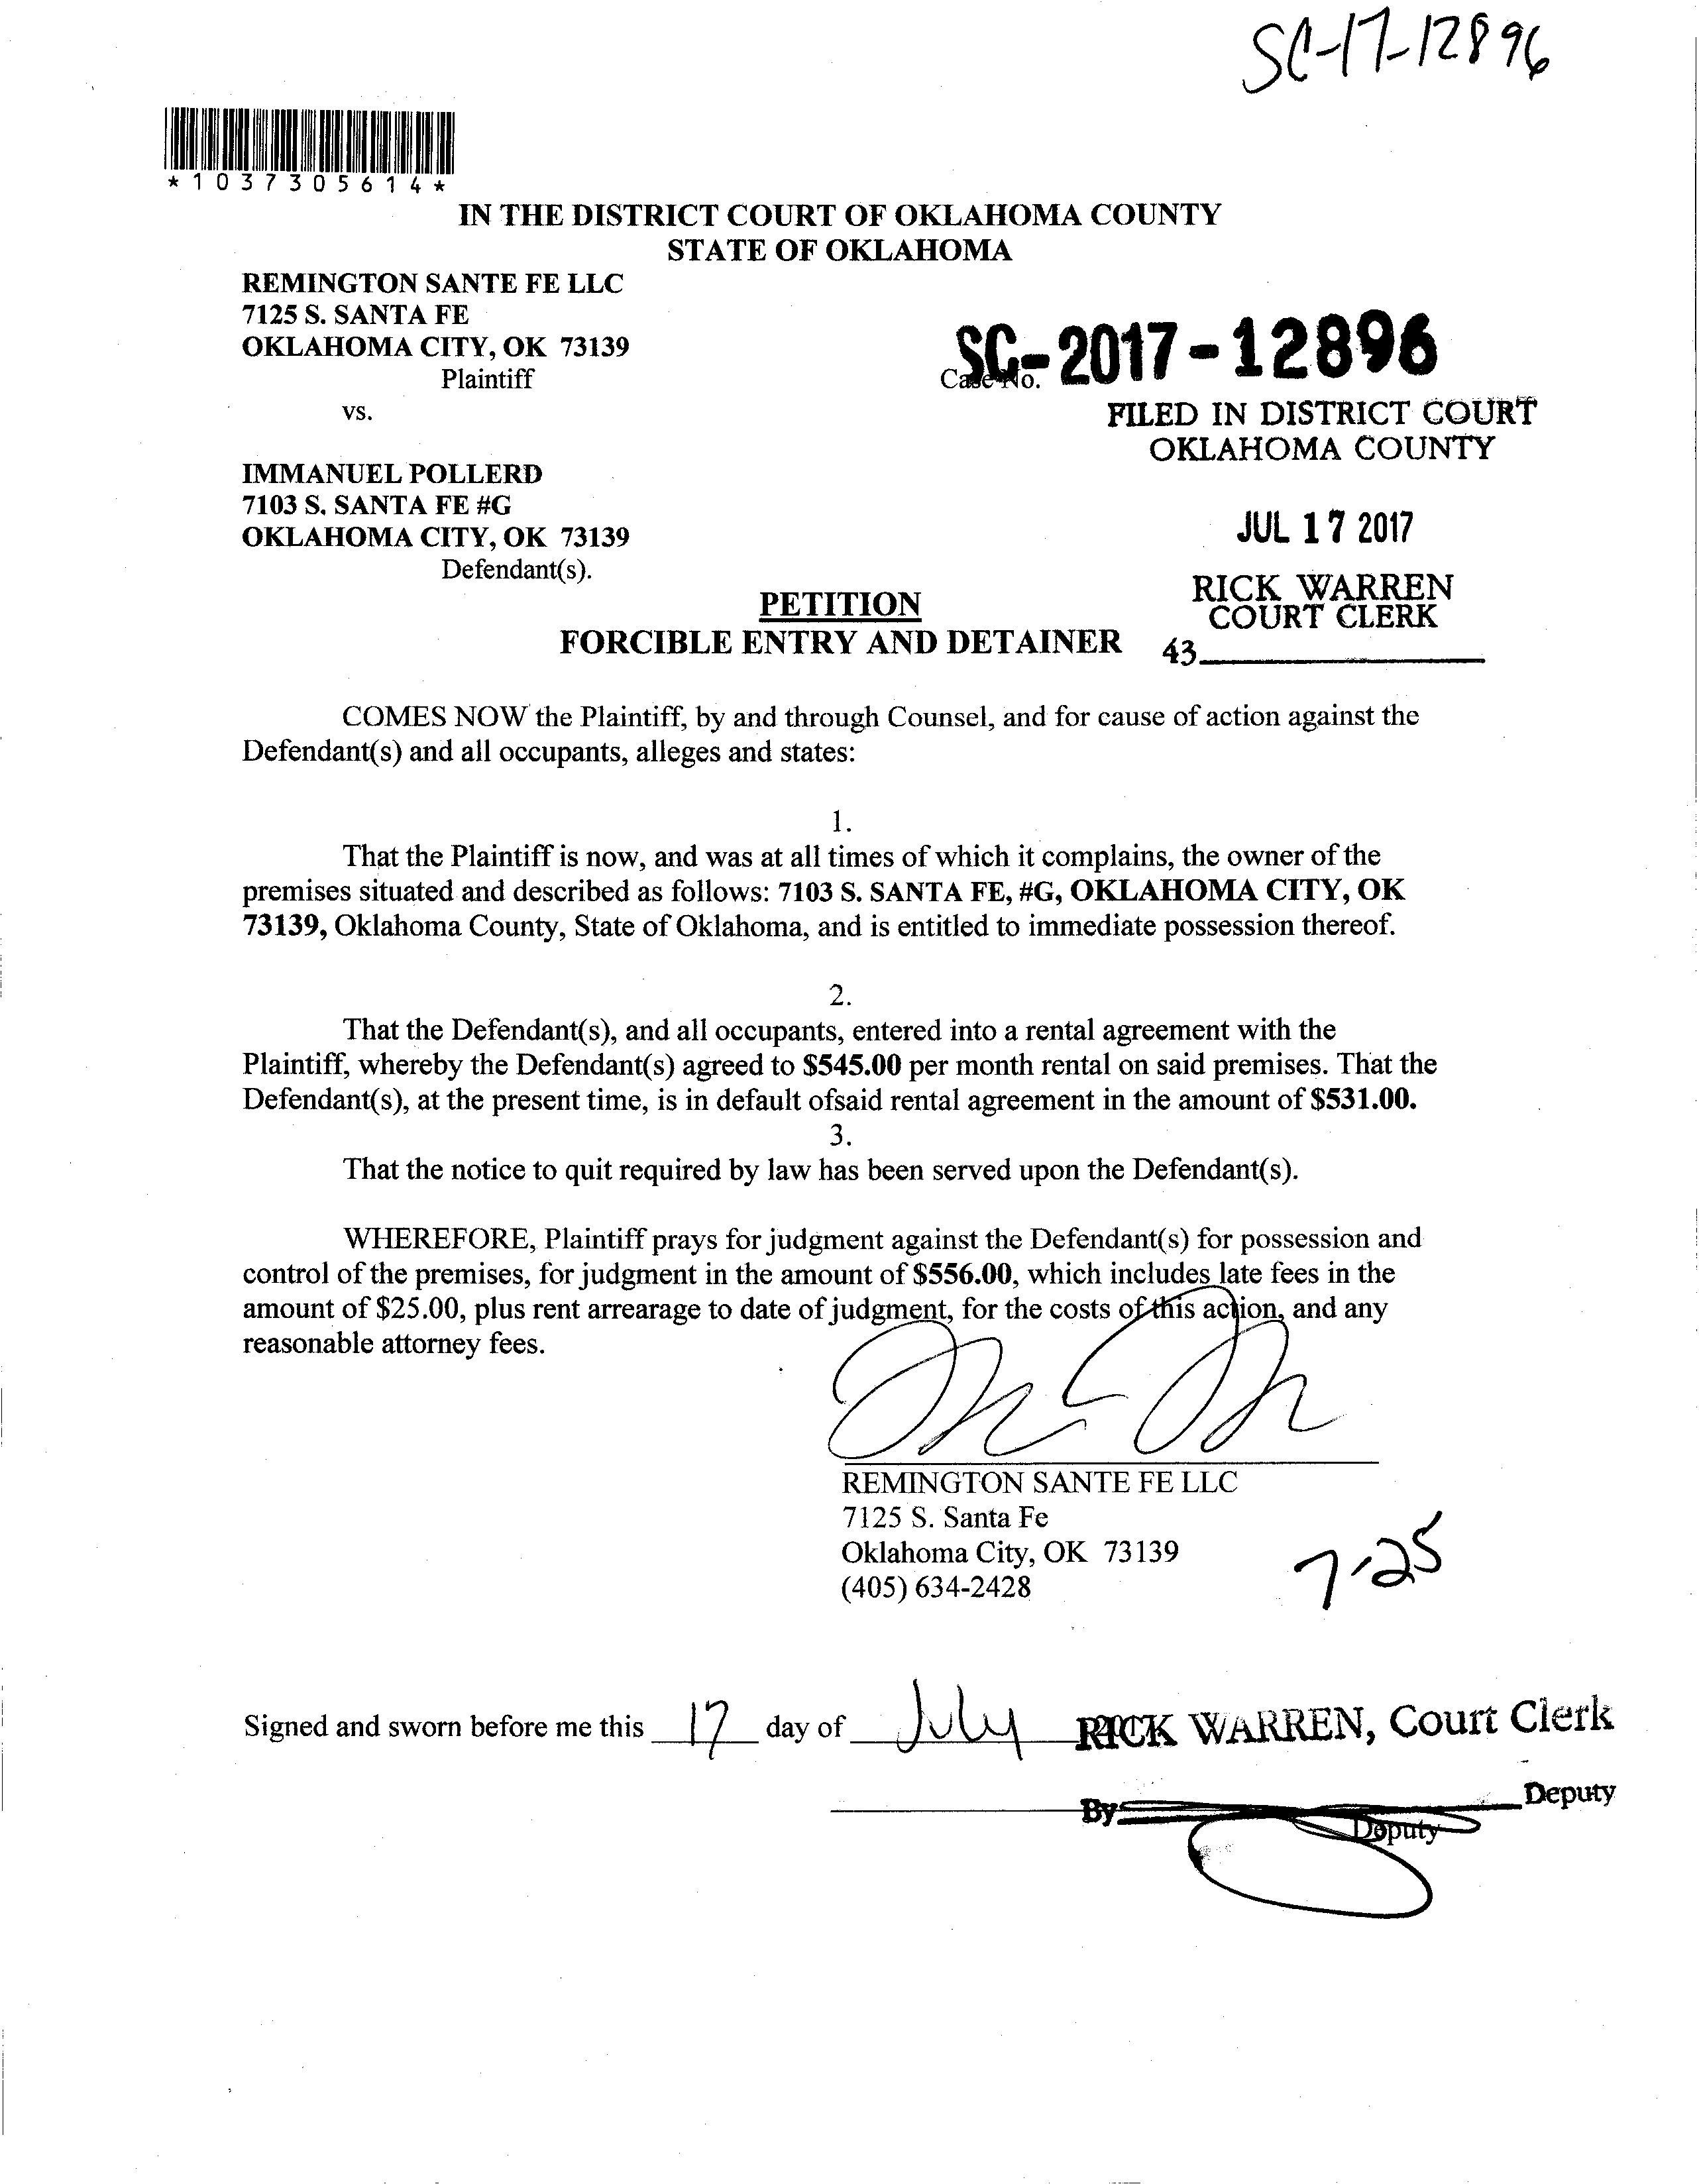 SC-17-12896
*1037305614*
IN THE DISTRICT COURT OF OKLAHOMA COUNTY
STATE OF OKLAHOMA
REMINGTON SANTE FE LLC
7125 S. SANTA FE
OKLAHOMA CITY, OK 73139
Plaintiff
SC-2017-12896
Case No.
vs.
FILED IN DISTRICT COURT
OKLAHOMA COUNTY
IMMANUEL POLLERD
7103 S. SANTA FE #G
OKLAHOMA CITY, OK 73139
Defendant(s).
JUL 17 2017
RICK WARREN
COURT CLERK
43
PETITION
FORCIBLE ENTRY AND DETAINER
COMES NOW the Plaintiff, by and through Counsel, and for cause of action against the
Defendant(s) and all occupants, alleges and states:
1.
That the Plaintiff is now, and was at all times of which it complains, the owner of the
premises situated and described as follows: 7103 S. SANTA FE, #G, OKLAHOMA CITY, OK
73139, Oklahoma County, State of Oklahoma, and is entitled to immediate possession thereof.
2.
That the Defendant(s), and all occupants, entered into a rental agreement with the
Plaintiff, whereby the Defendant(s) agreed to $545.00 per month rental on said premises. That the
Defendant(s), at the present time, is in default ofsaid rental agreement in the amount of $531.00.
3.
That the notice to quit required by law has been served upon the Defendant(s).
WHEREFORE, Plaintiff prays for judgment against the Defendant(s) for possession and
control of the premises, for judgment in the amount of $556.00, which includes late fees in the
amount of $25.00, plus rent arrearage to date of judgment, for the costs of this action, and any
reasonable attorney fees.
REMINGTON SANTE FE LLC
7125 S. Santa Fe
Oklahoma City, OK 73139
(405) 634-2428
7-25
Signed and sworn before me this 17 day of July
RICK WARREN, Court Clerk
By Deputy
Deputy